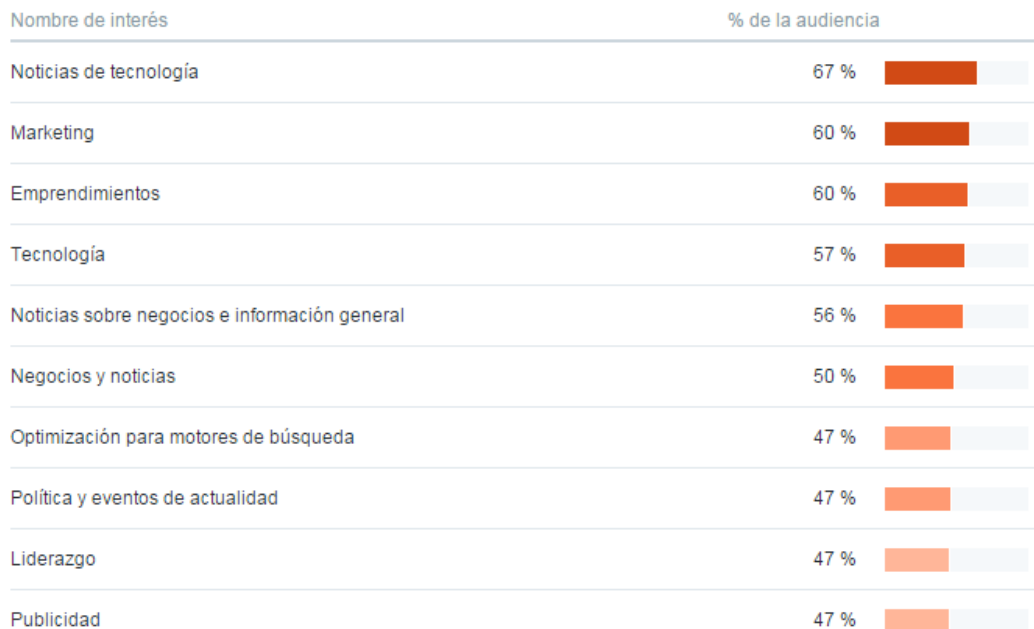 Nombre de interés % de la audiencia
Noticias de tecnología 67 %
Marketing 60 %
Emprendimientos 60 %
Tecnología 57 %
Noticias sobre negocios e información general 56 %
Negocios y noticias 50 %
Optimización para motores de búsqueda 47 %
Política y eventos de actualidad 47 %
Liderazgo 47 %
Publicidad 47 %